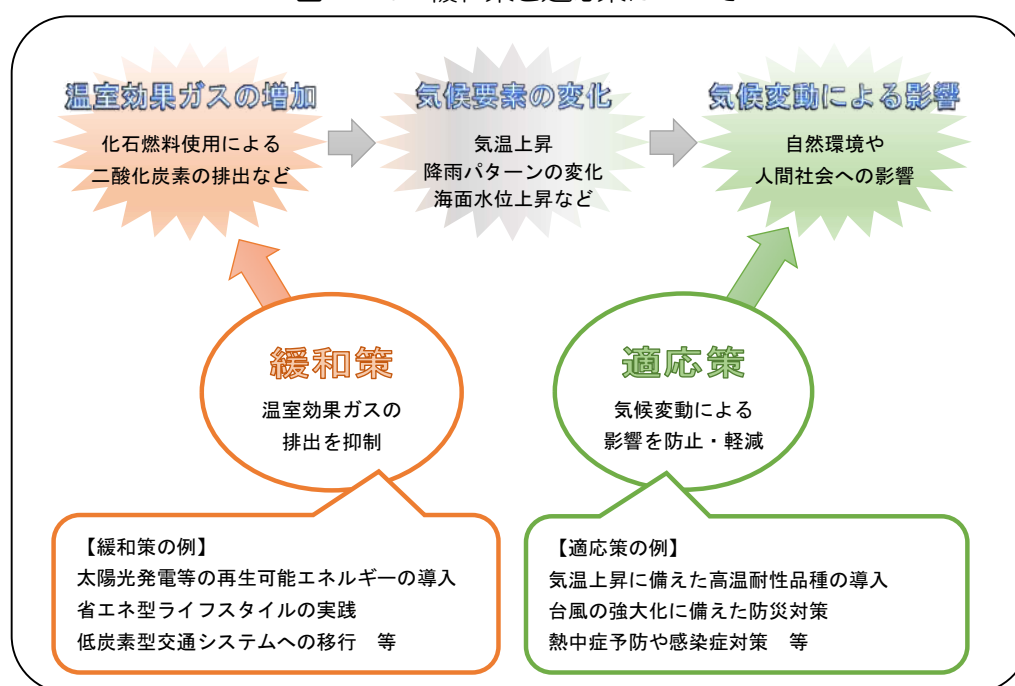 温室効果ガスの増加
化石燃料使用による
二酸化炭素の排出など
気候要素の変化
気温上昇
降雨パターンの変化
海面水位上昇など
気候変動による影響
自然環境や
人間社会への影響
緩和策
温室効果ガスの
排出を抑制
適応策
気候変動による
影響を防止・軽減
【緩和策の例】
太陽光発電等の再生可能エネルギーの導入
省エネ型ライフスタイルの実践
低炭素型交通システムへの移行　等
【適応策の例】
気温上昇に備えた高温耐性品種の導入
台風の強大化に備えた防災対策
熱中症予防や感染症対策　等